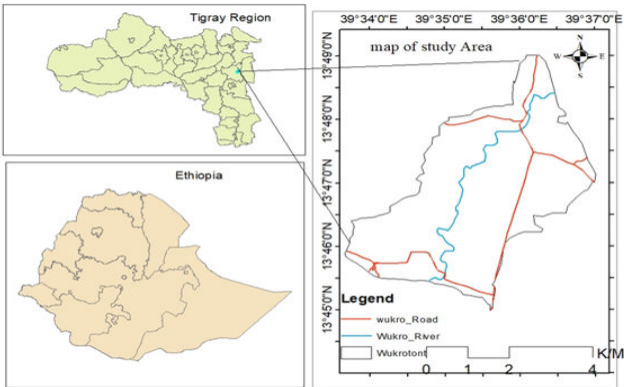 Tigray Region
Ethiopia
39°34'0"E 39°35'0"E 39°36'0"E 39°37'0"E
map of study Area
N
W E
S
13°49'0"N
13°48'0"N
13°47'0"N
13°46'0"N
13°45'0"N
Legend
wukro_Road
Wukro_River
Wukrotont
K/M
0 1 2 4